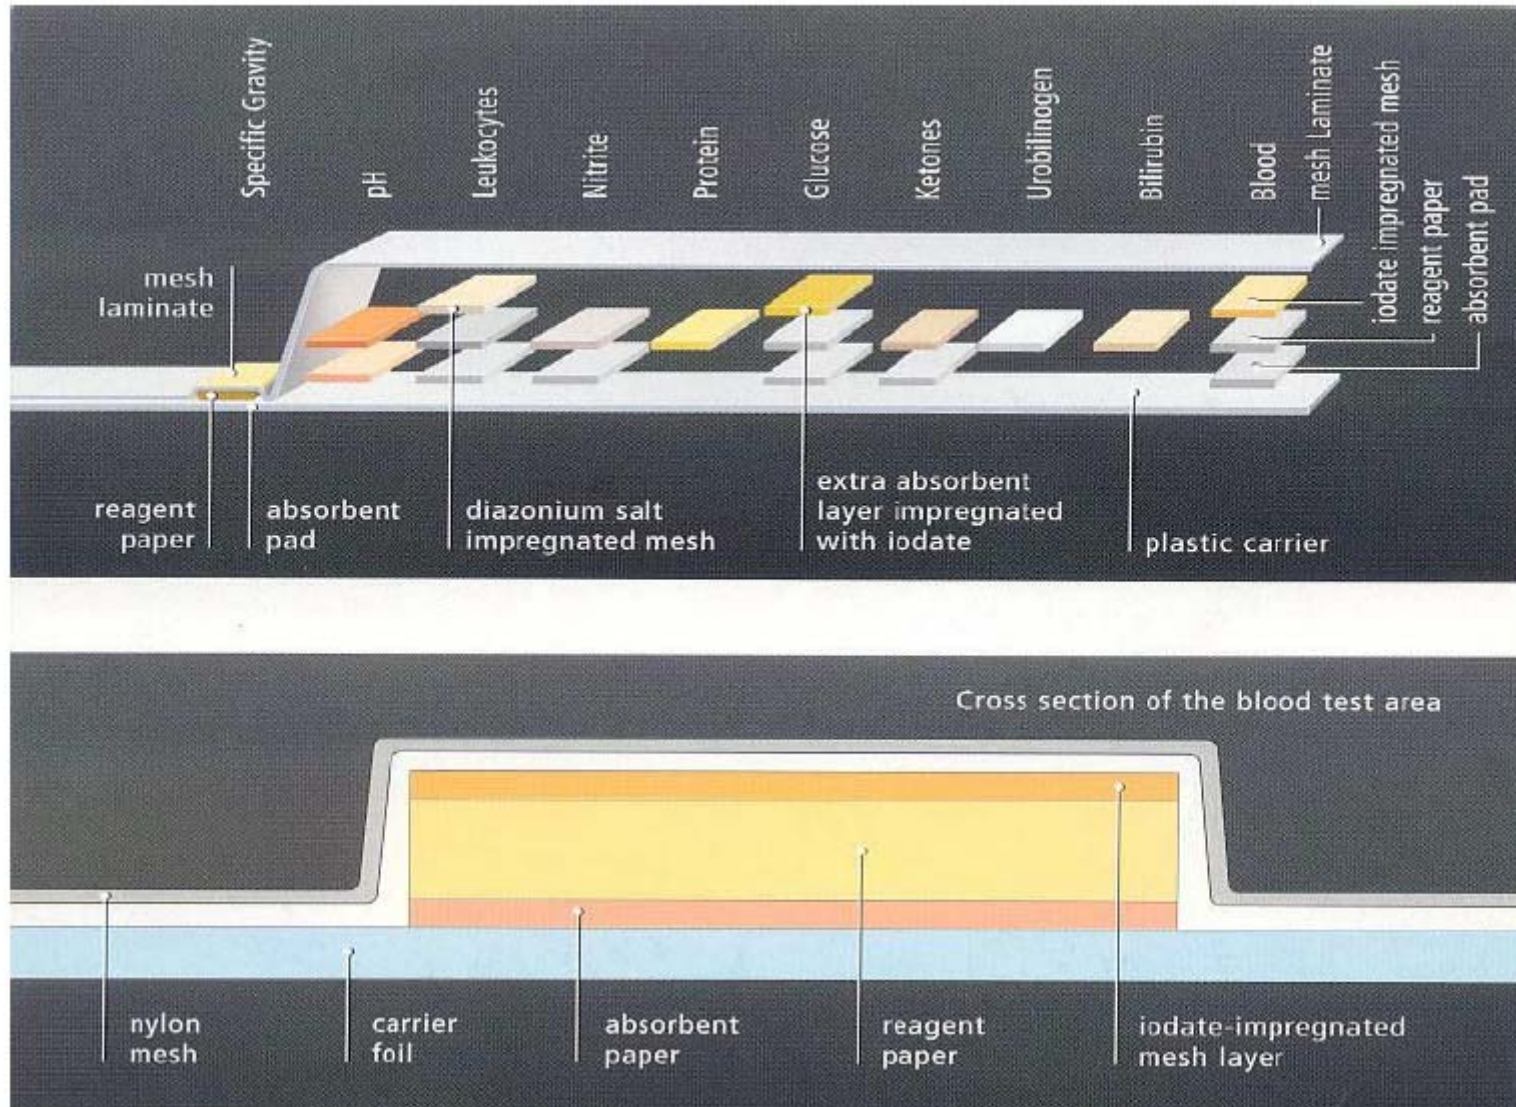 Specific Gravity
pH
Leukocytes
Nitrite
Protein
Glucose
Ketones
Urobilinogen
Bilirubin
Blood
mesh Laminate
iodate impregnated mesh
reagent paper
absorbent pad
mesh
laminate
reagent
paper
absorbent
pad
diazonium salt
impregnated mesh
extra absorbent
layer impregnated
with iodate
plastic carrier
Cross section of the blood test area
nylon
mesh
carrier
foil
absorbent
paper
reagent
paper
iodate-impregnated
mesh layer